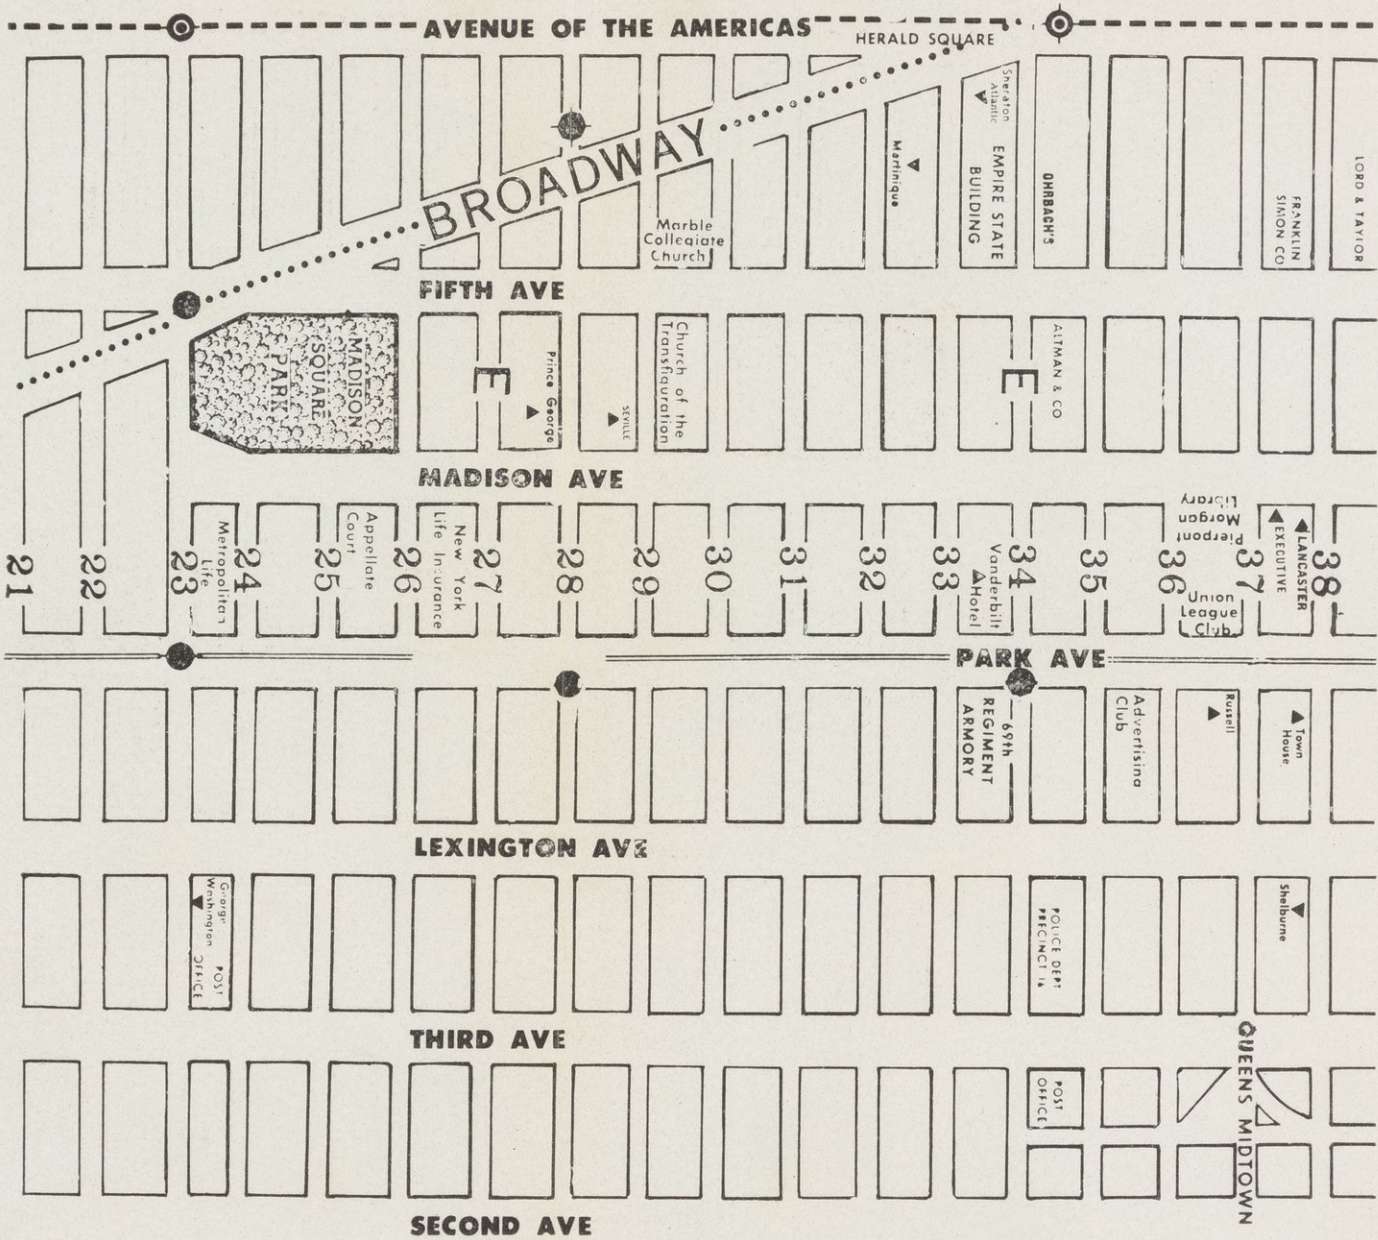 AVENUE OF THE AMERICAS
HERALD SQUARE
BROADWAY
Sheraton
Atlantic
Martinique
EMPIRE STATE
BUILDING
OHRBACH'S
FRANKLIN
SIMON CO
LORD & TAYLOR
Marble
Collegiate
Church
FIFTH AVE
MADISON
SQUARE
PARK
E
Prince George
SEVILLE
Church of the
Transfiguration
E
ALTMAN & CO
MADISON AVE
21
22
23
Metropolitan
Life
24
25
Appellate
Court
26
New York
Life Insurance
27
28
29
30
31
32
33
Vanderbilt
Hotel
34
35
36
Pierpont
Morgan
Library
Union
League
Club
37
EXECUTIVE
LANCASTER
38
PARK AVE
69th
REGIMENT
ARMORY
Advertising
Club
Russell
Town
House
LEXINGTON AVE
George
Washington
POST
OFFICE
POLICE DEPT
PRECINCT 16
Shelburne
THIRD AVE
POST
OFFICE
QUEENS MIDTOWN
SECOND AVE